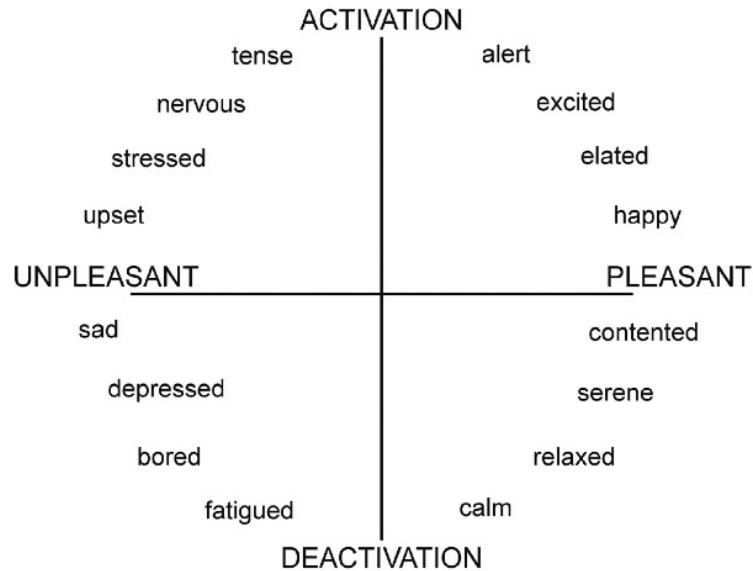 ACTIVATION
tense alert
nervous excited
stressed elated
upset happy
UNPLEASANT PLEASANT
sad contented
depressed serene
bored relaxed
fatigued calm
DEACTIVATION